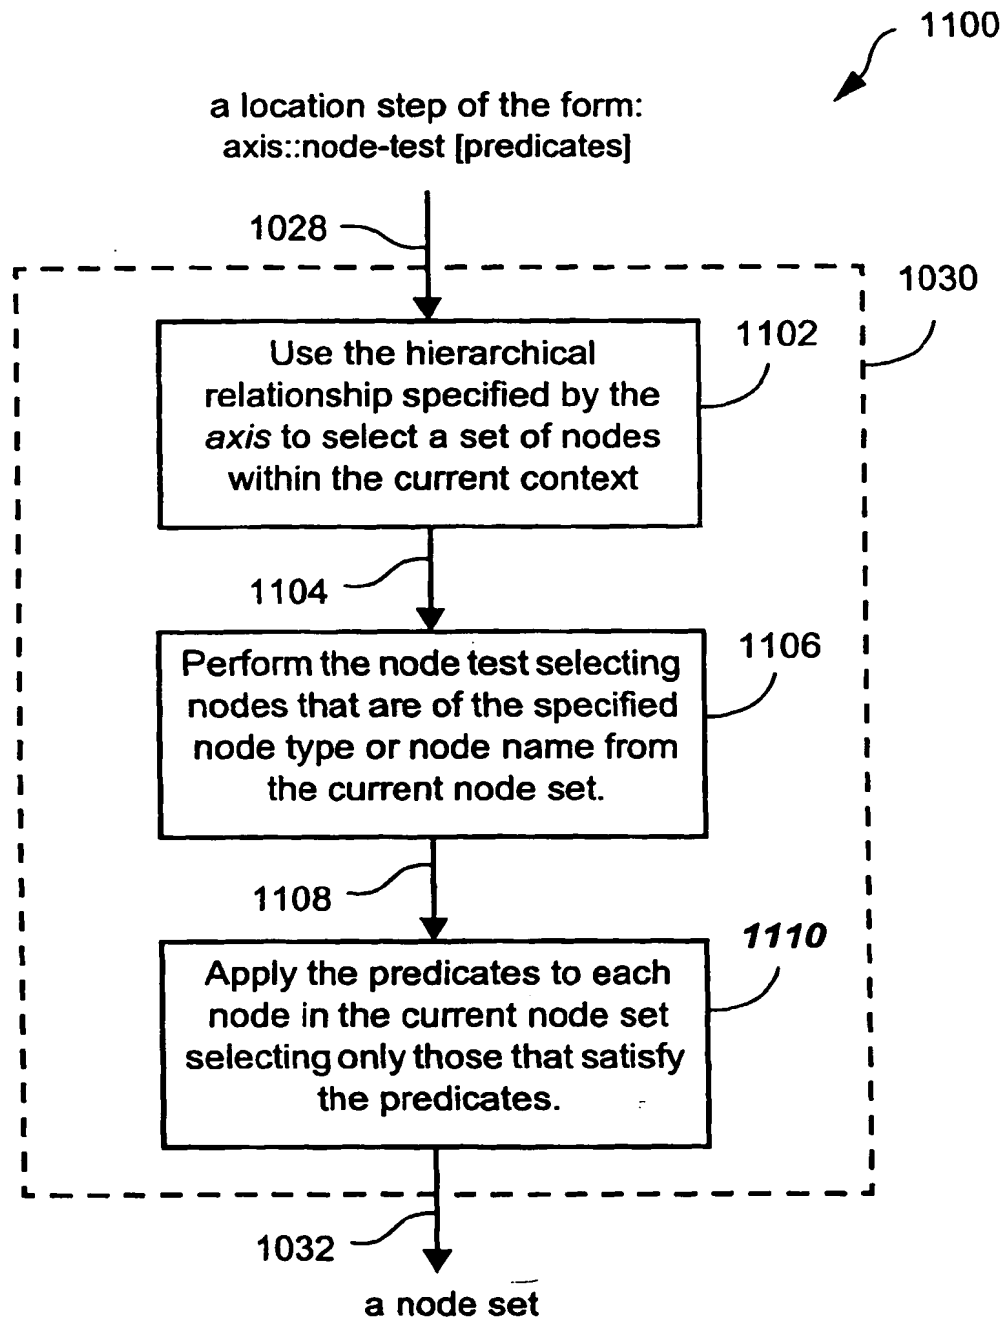 1100
a location step of the form:
axis::node-test [predicates]
1028
1030
1102
Use the hierarchical
relationship specified by the
axis to select a set of nodes
within the current context
1104
1106
Perform the node test selecting
nodes that are of the specified
node type or node name from
the current node set.
1108
1110
Apply the predicates to each
node in the current node set
selecting only those that satisfy
the predicates.
1032
a node set